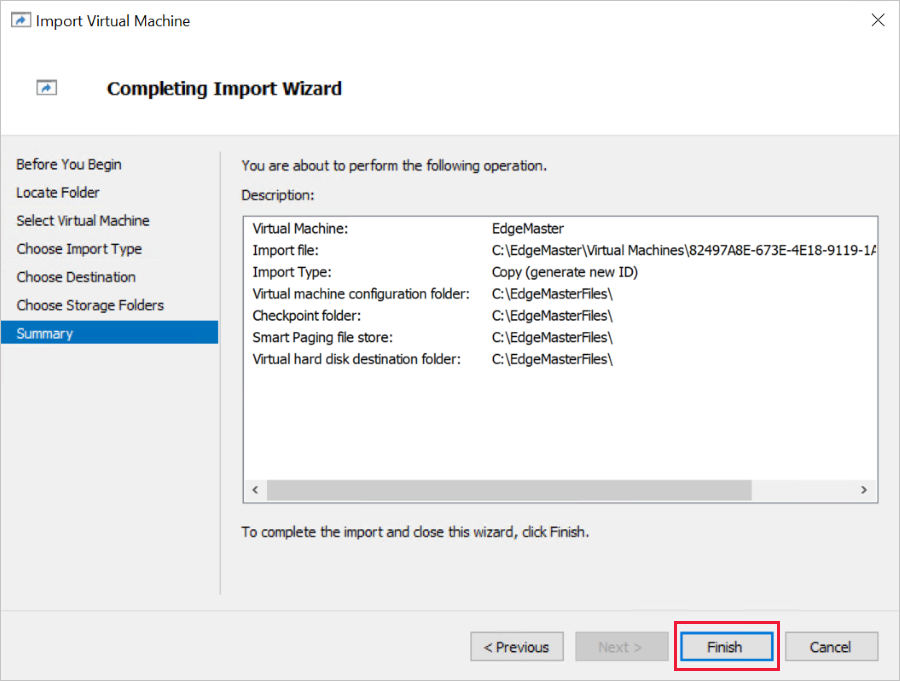 Import Virtual Machine
Completing Import Wizard
Before You Begin
Locate Folder
Select Virtual Machine
Choose Import Type
Choose Destination
Choose Storage Folders
Summary
You are about to perform the following operation.
Description:
Virtual Machine: EdgeMaster
Import file: C:\EdgeMaster\Virtual Machines\82497A8E-673E-4E18-9119-1A
Import Type: Copy (generate new ID)
Virtual machine configuration folder: C:\EdgeMasterFiles\
Checkpoint folder: C:\EdgeMasterFiles\
Smart Paging file store: C:\EdgeMasterFiles\
Virtual hard disk destination folder: C:\EdgeMasterFiles\
To complete the import and close this wizard, click Finish.
< Previous Next > Finish Cancel